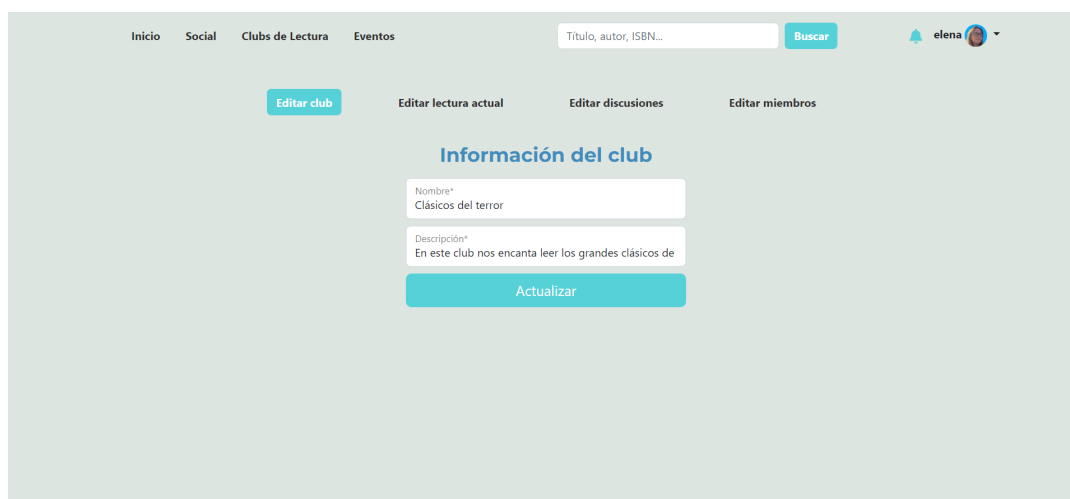 Inicio Social Clubs de Lectura Eventos Título, autor, ISBN... Buscar elena
Editar club Editar lectura actual Editar discusiones Editar miembros
Información del club
Nombre*
Clásicos del terror
Descripción*
En este club nos encanta leer los grandes clásicos de
Actualizar